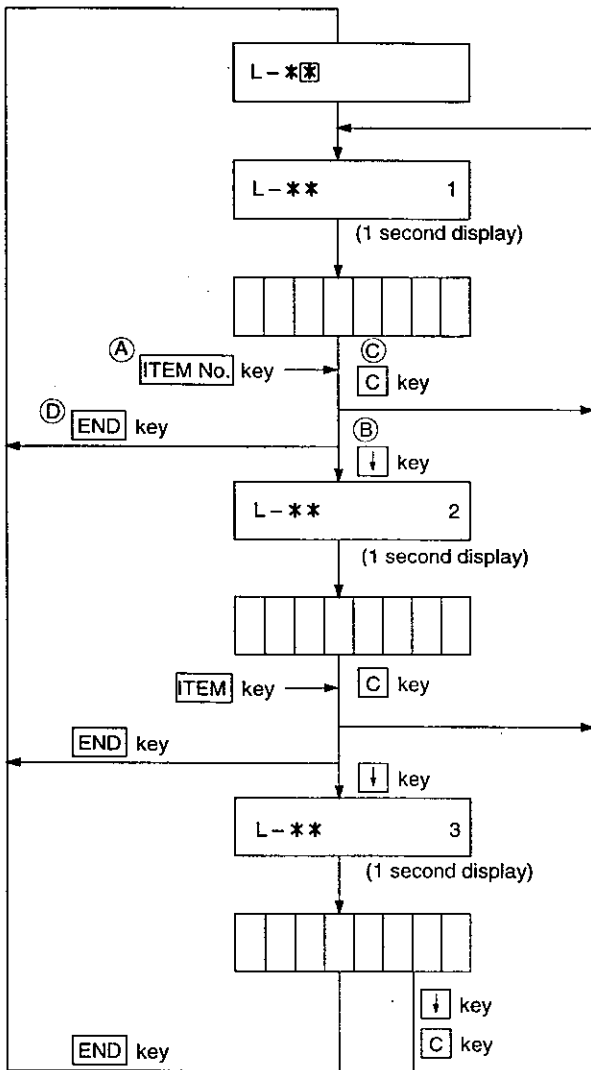 L-**
L-** 1
(1 second display)
Ⓐ ITEM No. key
Ⓒ
C key
Ⓓ END key
Ⓑ
↓ key
L-** 2
(1 second display)
ITEM key
C key
END key
↓ key
L-** 3
(1 second display)
↓ key
C key
END key